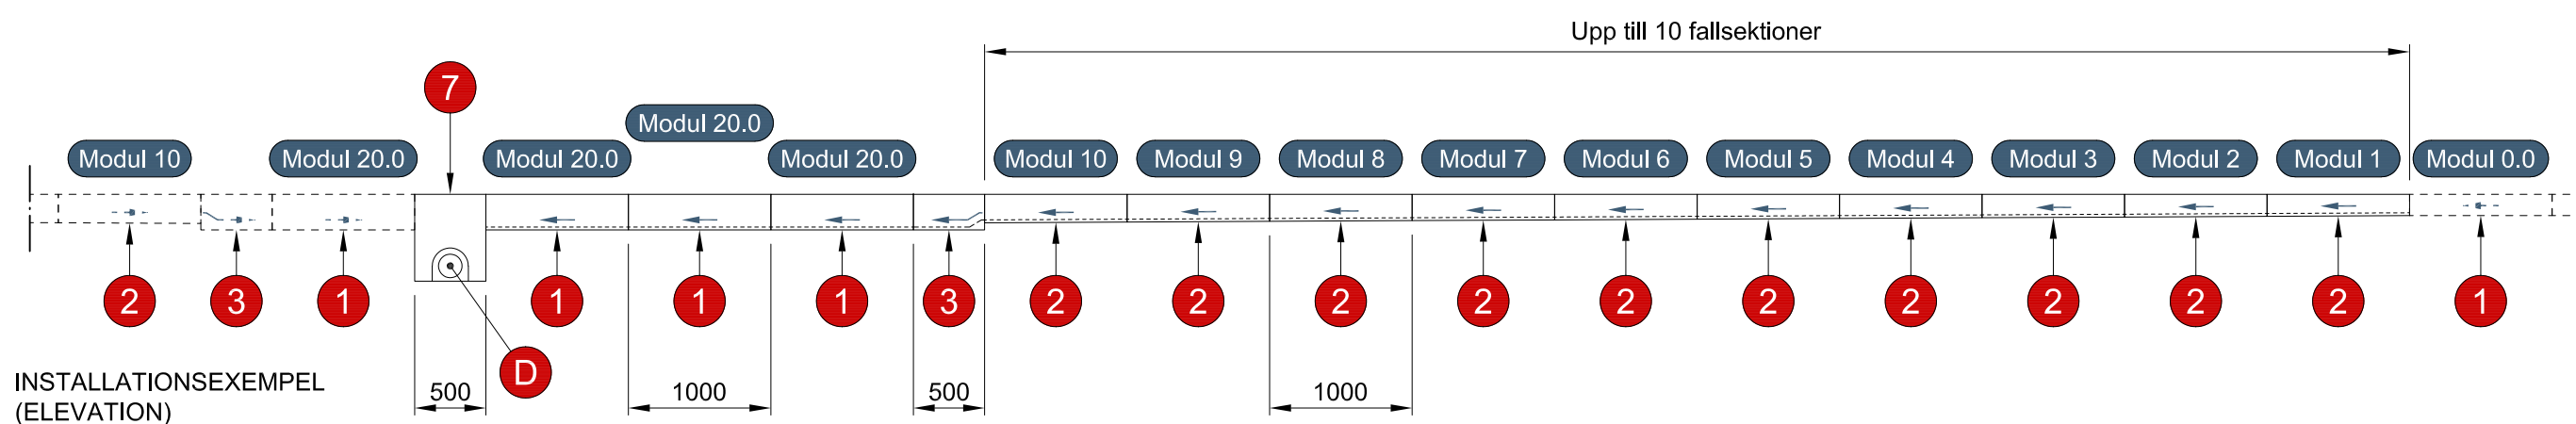 Upp till 10 fallsektioner
7
Modul 20.0
Modul 10
Modul 20.0
Modul 20.0
Modul 20.0
Modul 10
Modul 9
Modul 8
Modul 7
Modul 6
Modul 5
Modul 4
Modul 3
Modul 2
Modul 1
Modul 0.0
2
3
1
1
1
1
3
2
2
2
2
2
2
2
2
2
2
1
D
500
1000
500
1000
INSTALLATIONSEXEMPEL
(ELEVATION)